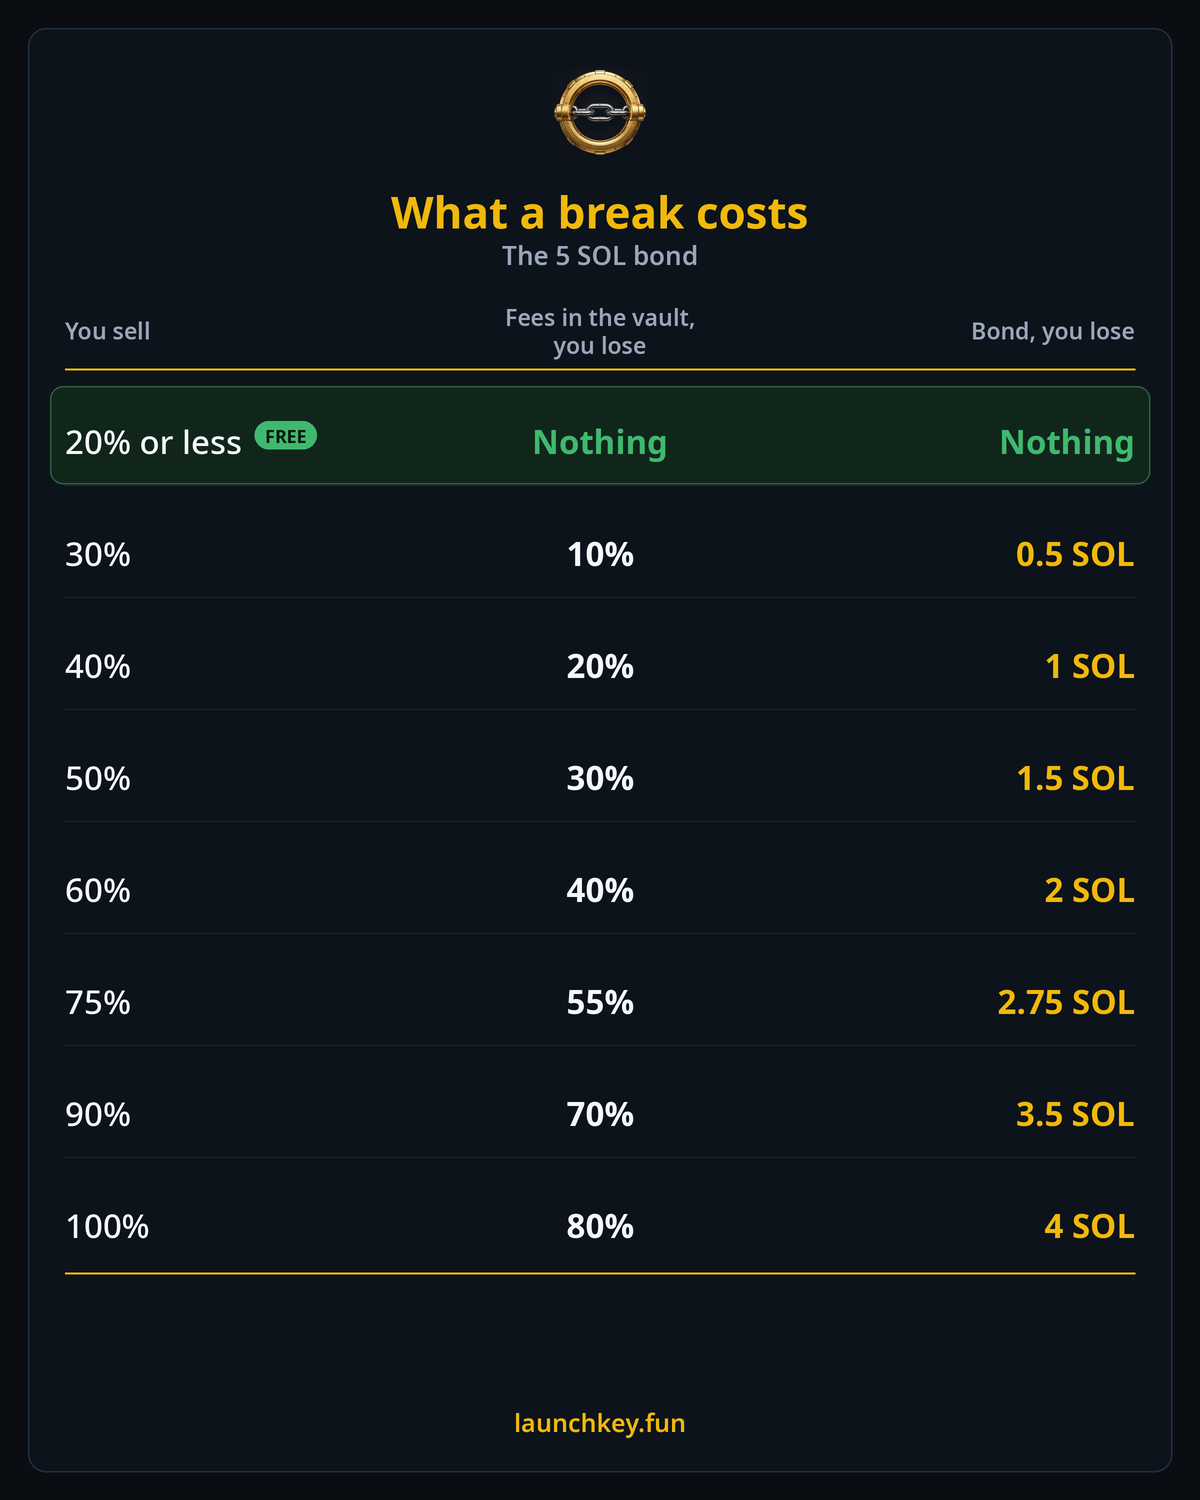 What a break costs
The 5 SOL bond
You sell
Fees in the vault,
you lose
Bond, you lose
20% or less FREE Nothing Nothing
30% 10% 0.5 SOL
40% 20% 1 SOL
50% 30% 1.5 SOL
60% 40% 2 SOL
75% 55% 2.75 SOL
90% 70% 3.5 SOL
100% 80% 4 SOL
launchkey.fun